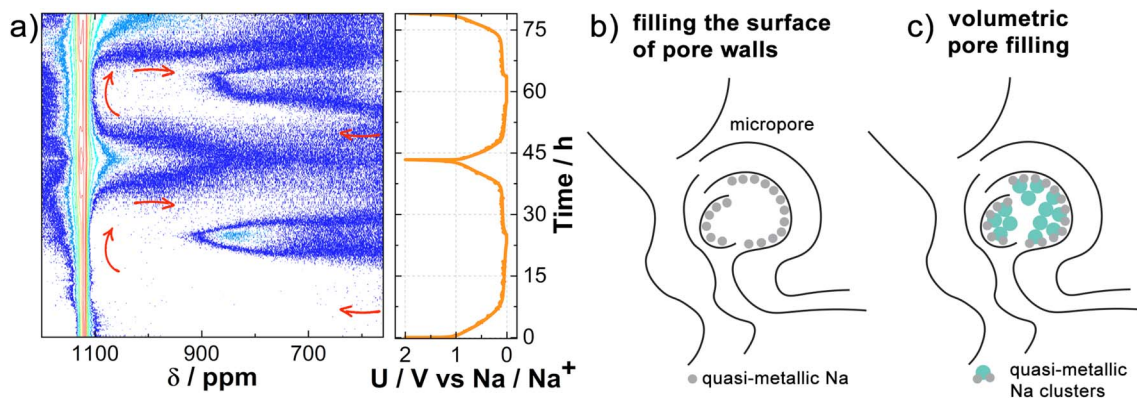 a)
1100
900
700
δ / ppm
2
1
0
U / V vs Na / Na⁺
75
60
45
30
15
0
Time / h
b)
filling the surface
of pore walls
micropore
quasi-metallic Na
c)
volumetric
pore filling
quasi-metallic
Na clusters